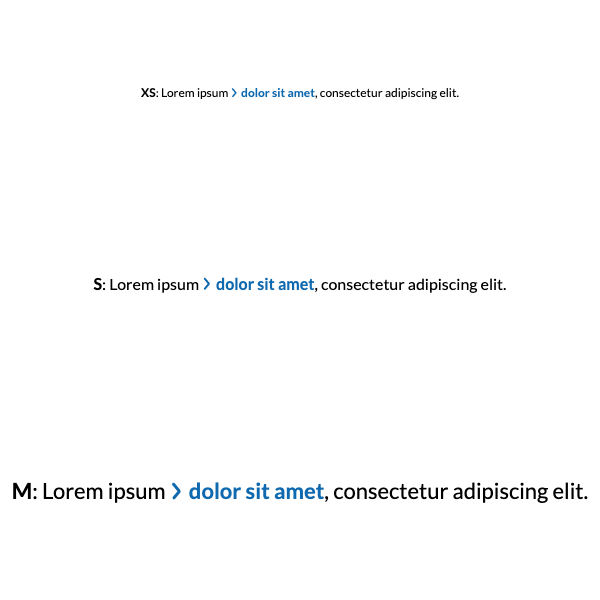 XS: Lorem ipsum › dolor sit amet, consectetur adipiscing elit.
S: Lorem ipsum › dolor sit amet, consectetur adipiscing elit.
M: Lorem ipsum › dolor sit amet, consectetur adipiscing elit.